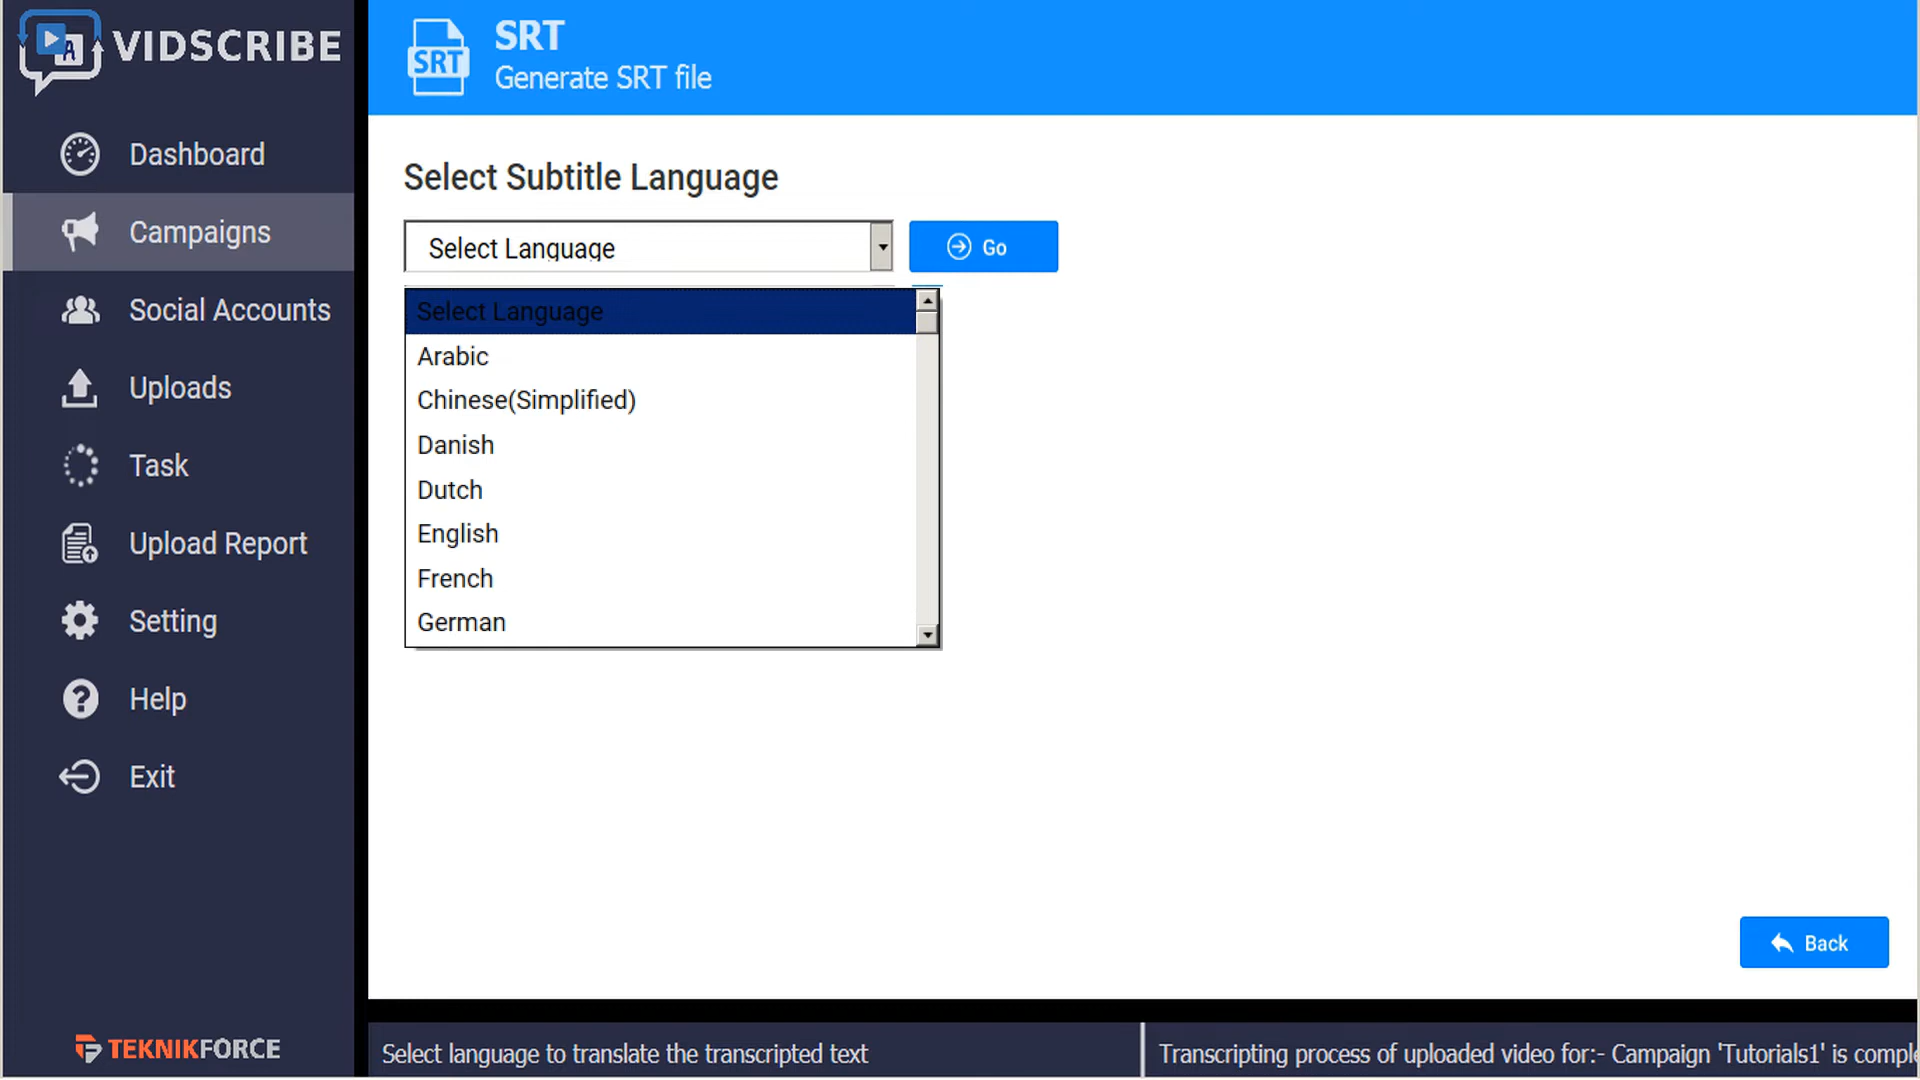 VIDSCRIBE
Dashboard
Campaigns
Social Accounts
Uploads
Task
Upload Report
Setting
Help
Exit
TEKNIKFORCE
SRT
SRT
Generate SRT file
Select Subtitle Language
Select Language
Go
Select Language
Arabic
Chinese(Simplified)
Danish
Dutch
English
French
German
Back
Select language to translate the transcripted text
Transcripting process of uploaded video for:- Campaign 'Tutorials1' is comple